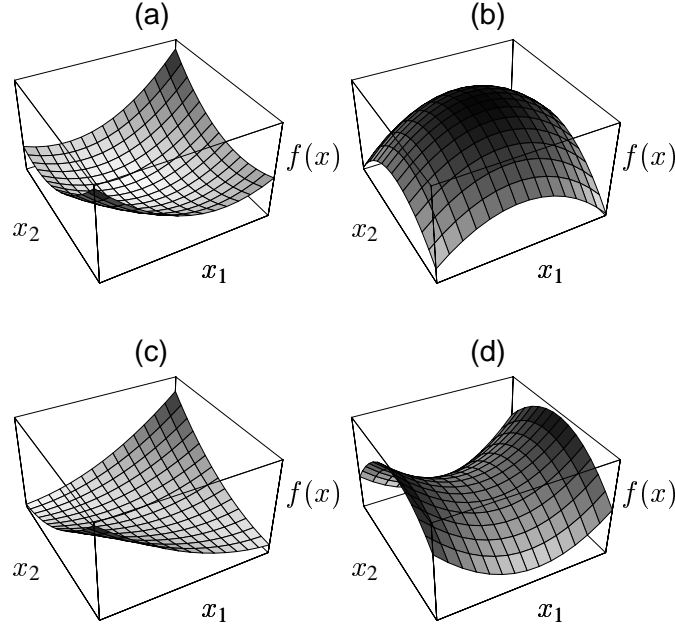 (a) (b)
f(x) f(x)
x₂ x₂
x₁ x₁
(c) (d)
f(x) f(x)
x₂ x₂
x₁ x₁